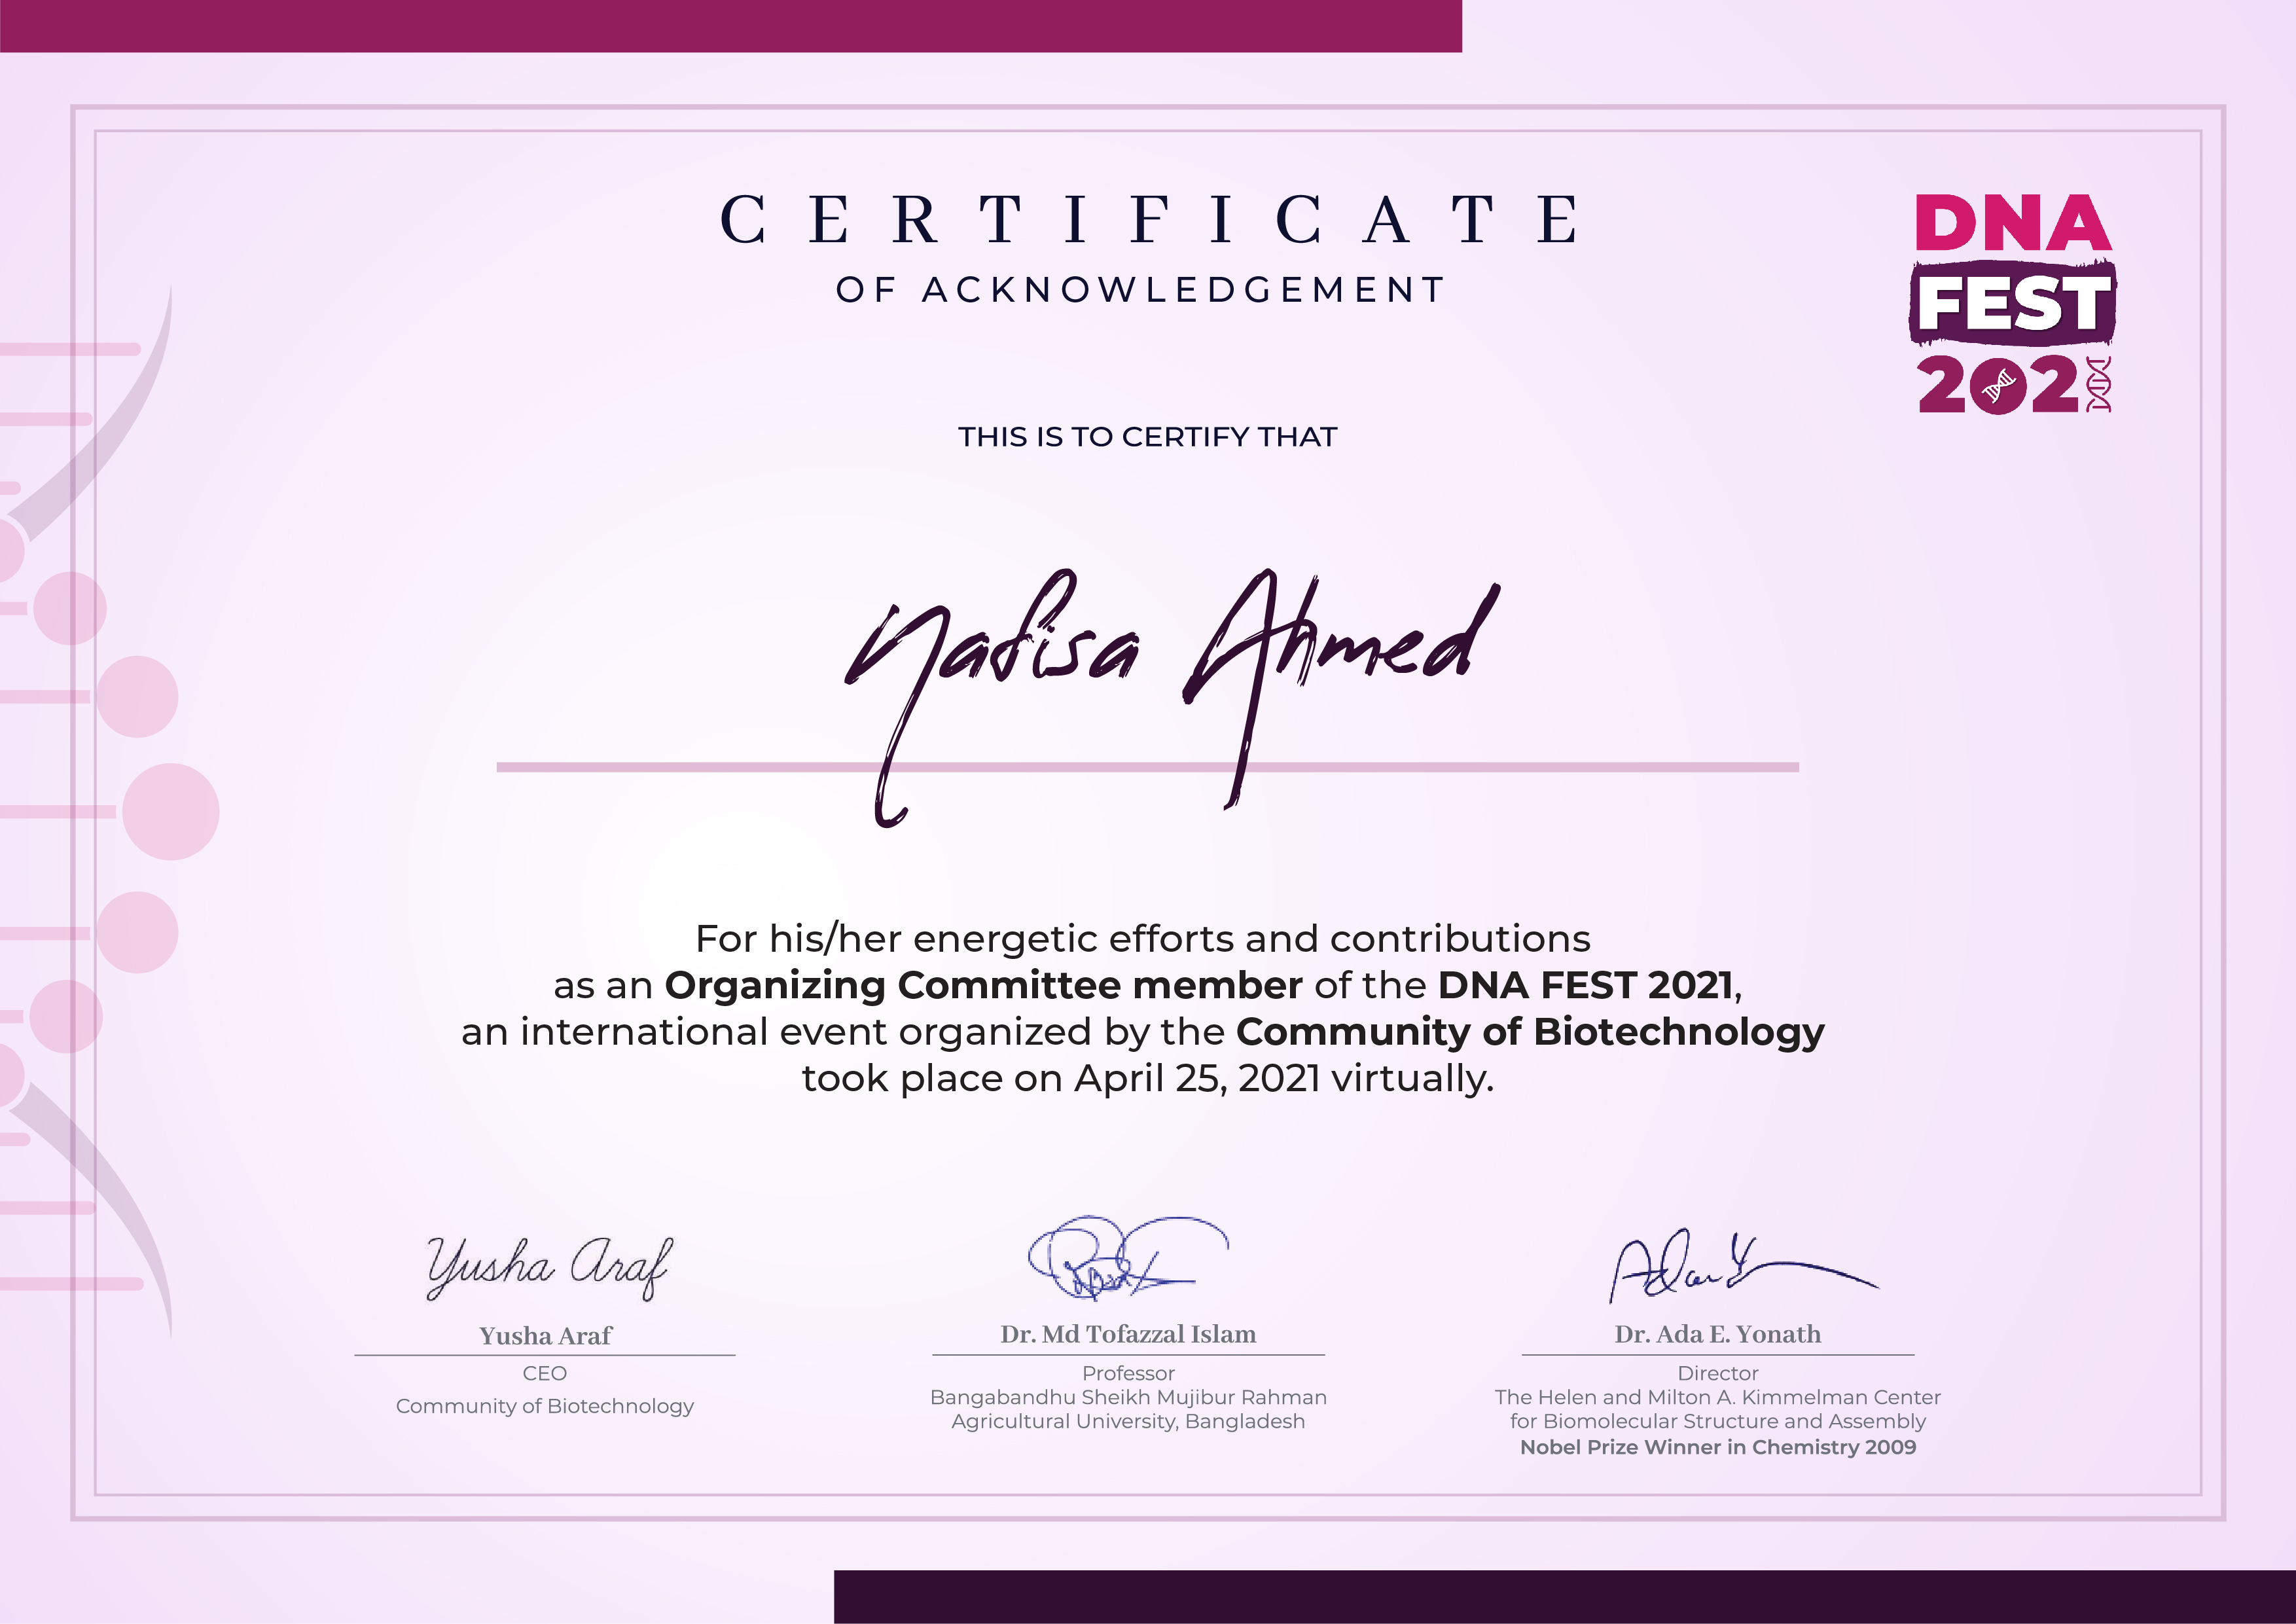 CERTIFICATE
OF ACKNOWLEDGEMENT
DNA
FEST
2021
THIS IS TO CERTIFY THAT
Nafisa Ahmed
For his/her energetic efforts and contributions
as an Organizing Committee member of the DNA FEST 2021,
an international event organized by the Community of Biotechnology
took place on April 25, 2021 virtually.
Yusha Araf
Yusha Araf
CEO
Community of Biotechnology
Dr. Md Tofazzal Islam
Professor
Bangabandhu Sheikh Mujibur Rahman
Agricultural University, Bangladesh
Dr. Ada E. Yonath
Director
The Helen and Milton A. Kimmelman Center
for Biomolecular Structure and Assembly
Nobel Prize Winner in Chemistry 2009